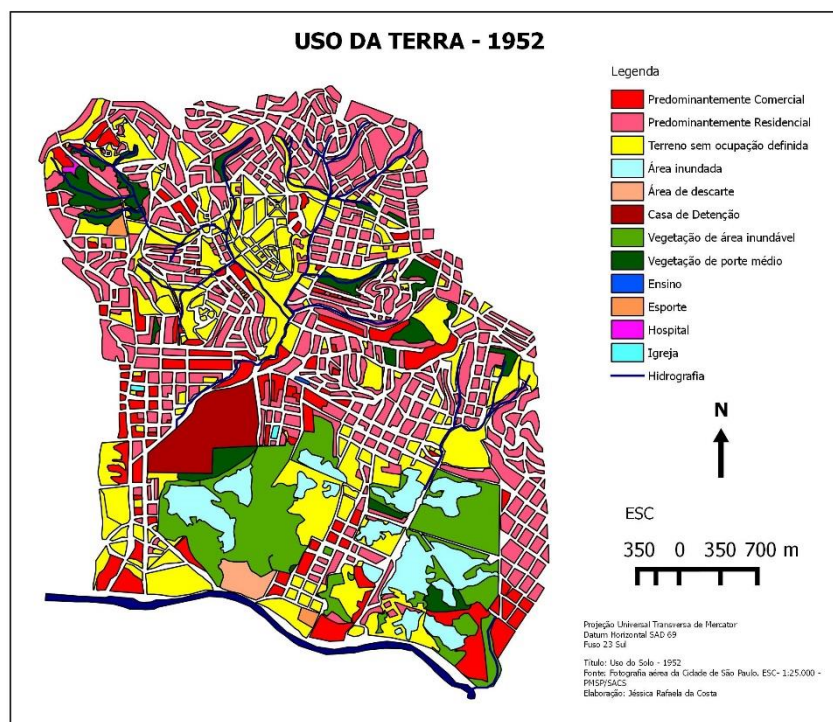 USO DA TERRA - 1952
Legenda
Predominantemente Comercial
Predominantemente Residencial
Terreno sem ocupação definida
Área inundada
Área de descarte
Casa de Detenção
Vegetação de área inundável
Vegetação de porte médio
Ensino
Esporte
Hospital
Igreja
Hidrografia
N
ESC
350 0 350 700 m
Projeção Universal Transversa de Mercator
Datum Horizontal SAD 69
Fuso 23 Sul
Título: Uso do Solo - 1952
Fonte: Fotografia aérea da Cidade de São Paulo. ESC- 1:25.000 -
PMSP/SACS
Elaboração: Jéssica Rafaela da Costa